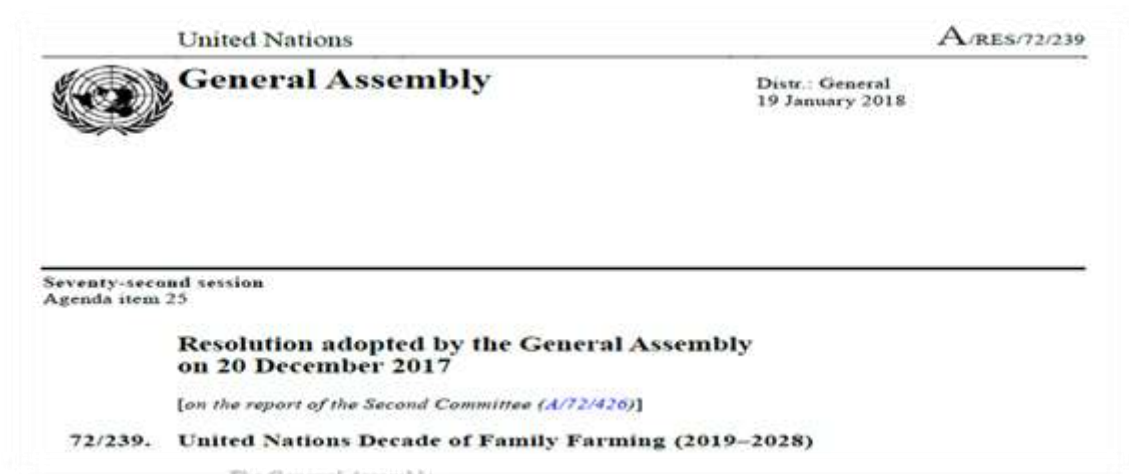 United Nations
A/RES/72/239
General Assembly
Distr.: General
19 January 2018
Seventy-second session
Agenda item 25
Resolution adopted by the General Assembly
on 20 December 2017
[on the report of the Second Committee (A/72/426)]
72/239. United Nations Decade of Family Farming (2019–2028)